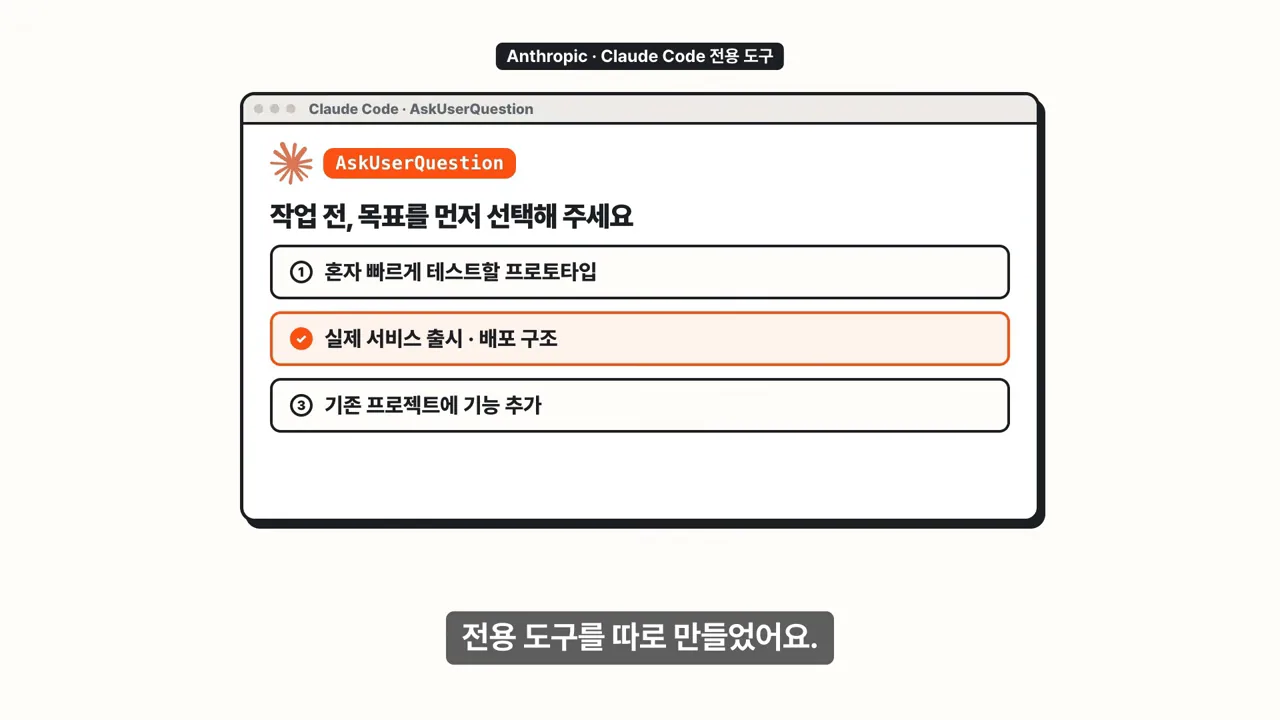 Anthropic · Claude Code 전용 도구
Claude Code · AskUserQuestion
AskUserQuestion
작업 전, 목표를 먼저 선택해 주세요
1 혼자 빠르게 테스트할 프로토타입
실제 서비스 출시 · 배포 구조
3 기존 프로젝트에 기능 추가
전용 도구를 따로 만들었어요.